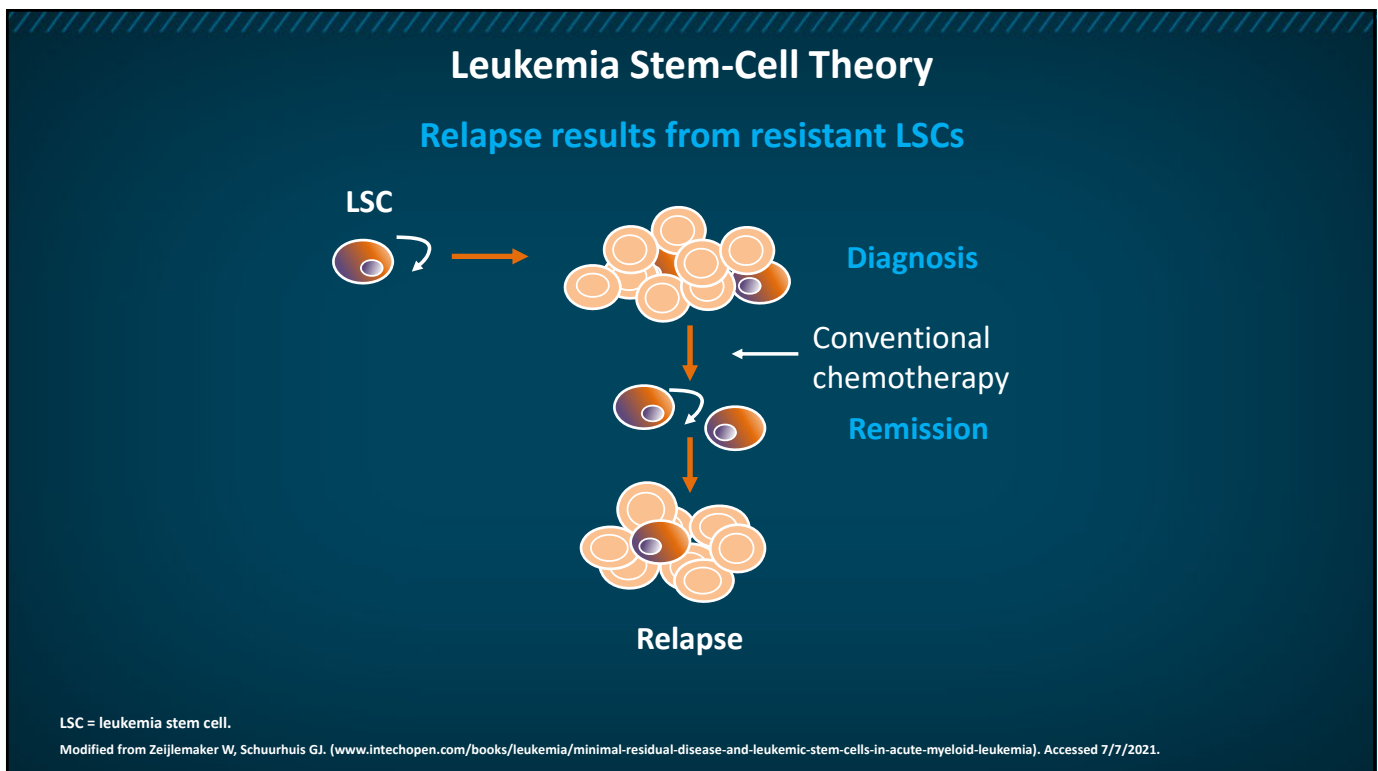 Leukemia Stem-Cell Theory
Relapse results from resistant LSCs
LSC
Diagnosis
Conventional
chemotherapy
Remission
Relapse
LSC = leukemia stem cell.
Modified from Zeijlemaker W, Schuurhuis GJ. (www.intechopen.com/books/leukemia/minimal-residual-disease-and-leukemic-stem-cells-in-acute-myeloid-leukemia). Accessed 7/7/2021.